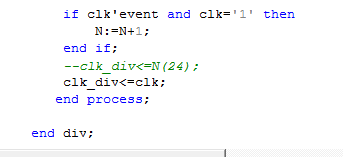 if clk'event and clk='1' then
N:=N+1;
end if;
--clk_div<=N(24);
clk_div<=clk;
end process;
end div;